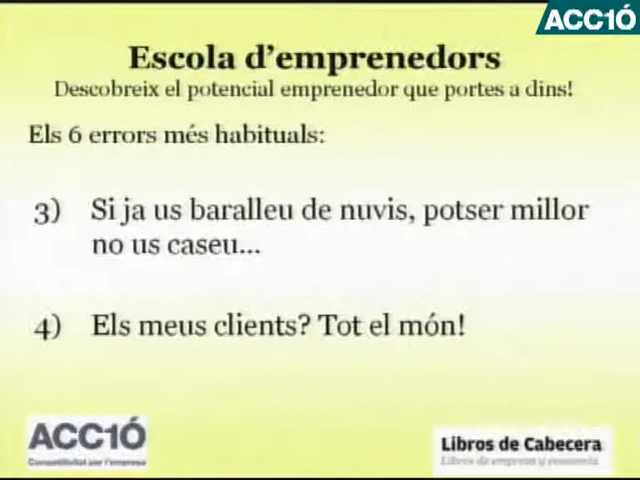 ACC1Ó
Escola d'emprenedors
Descobreix el potencial emprenedor que portes a dins!
Els 6 errors més habituals:
3) Si ja us baralleu de nuvis, potser millor
no us caseu...
4) Els meus clients? Tot el món!
ACC1Ó
Competitivitat per l'empresa
Libros de Cabecera
Libros de empresa y economía